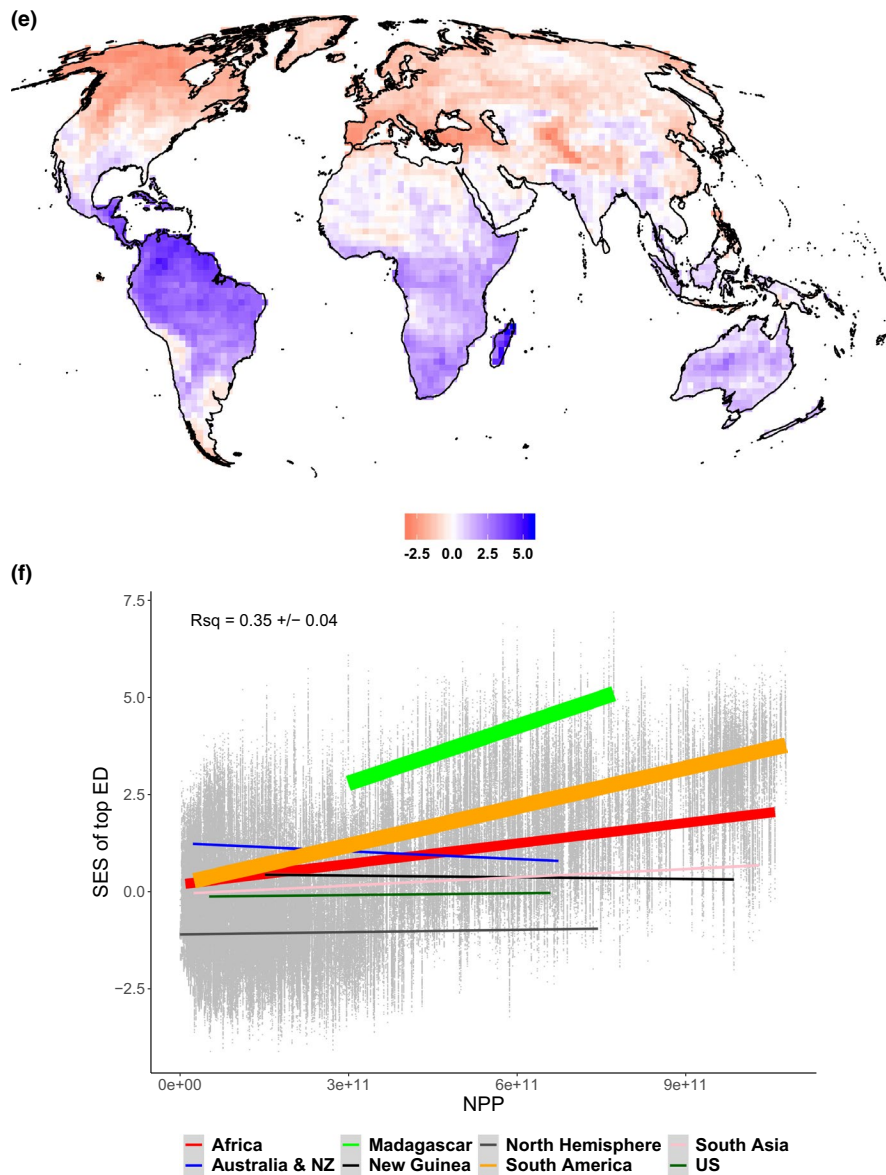 (e)
-2.5 0.0 2.5 5.0
(f)
Rsq = 0.35 +/− 0.04
7.5
5.0
2.5
0.0
−2.5
SES of top ED
0e+00 3e+11 6e+11 9e+11
NPP
Africa Madagascar North Hemisphere South Asia
Australia & NZ New Guinea South America US